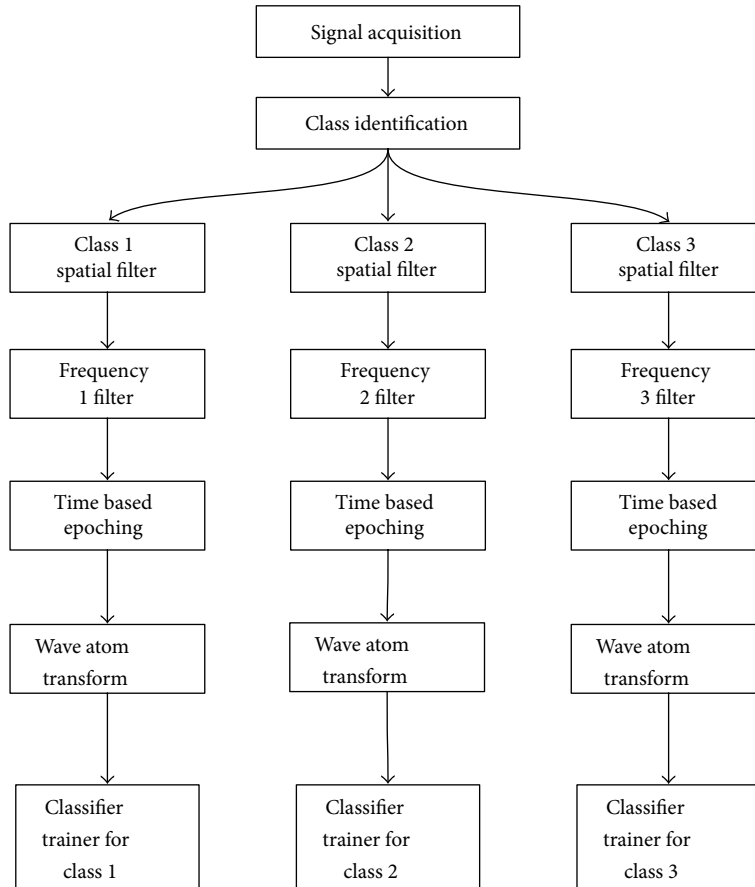 Signal acquisition
Class identification
Class 1
spatial filter
Class 2
spatial filter
Class 3
spatial filter
Frequency
1 filter
Frequency
2 filter
Frequency
3 filter
Time based
epoching
Time based
epoching
Time based
epoching
Wave atom
transform
Wave atom
transform
Wave atom
transform
Classifier
trainer for
class 1
Classifier
trainer for
class 2
Classifier
trainer for
class 3